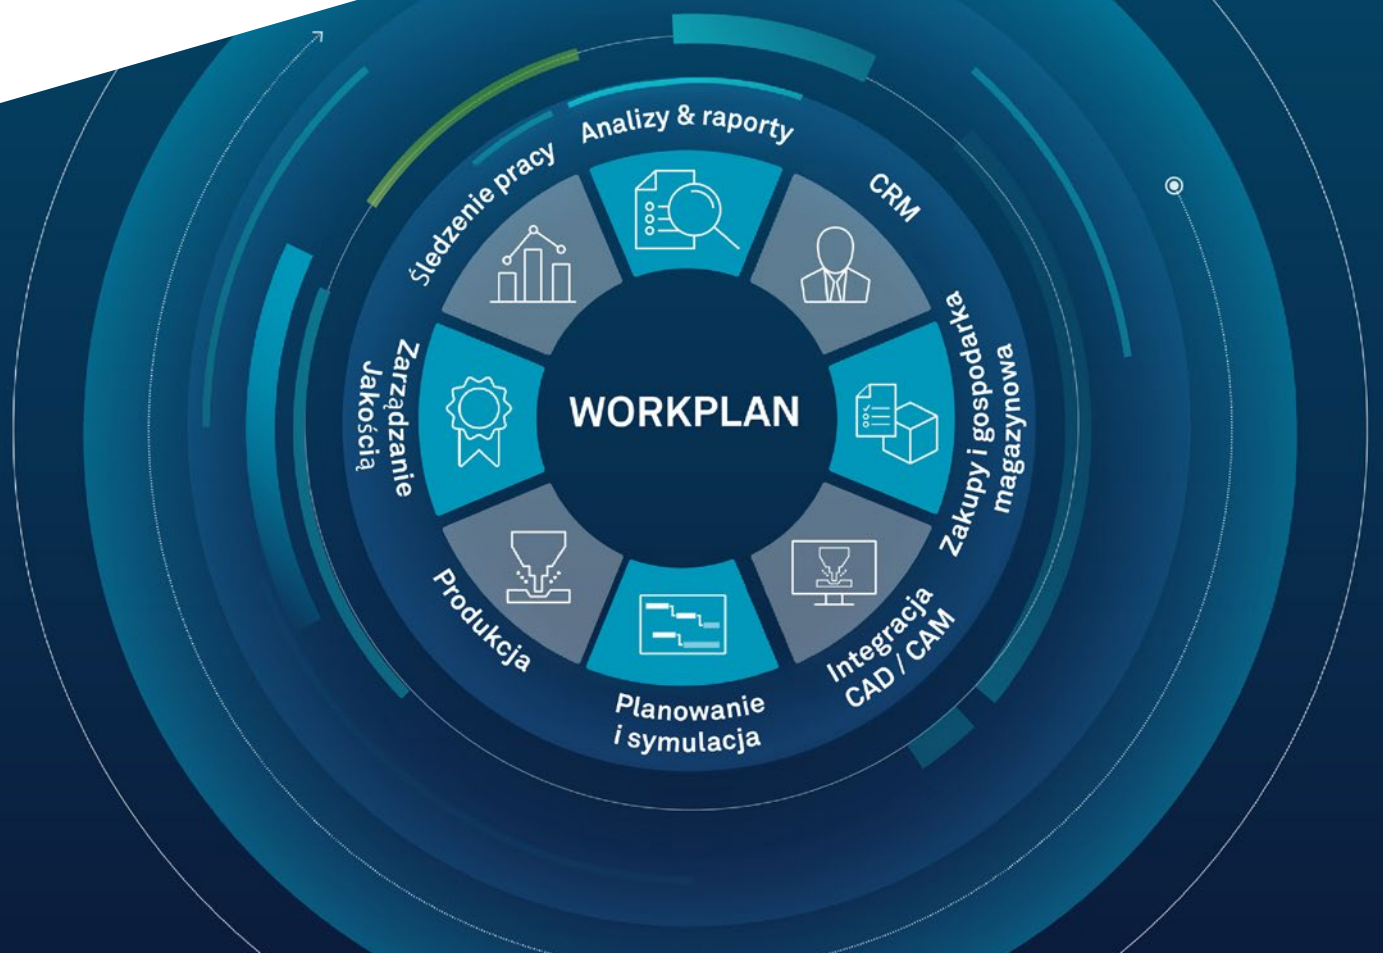 Analizy & raporty
CRM
Zakupy i gospodarka
magazynowa
Integracja
CAD / CAM
Planowanie
i symulacja
Produkcja
Zarządzanie
Jakością
Śledzenie pracy
WORKPLAN